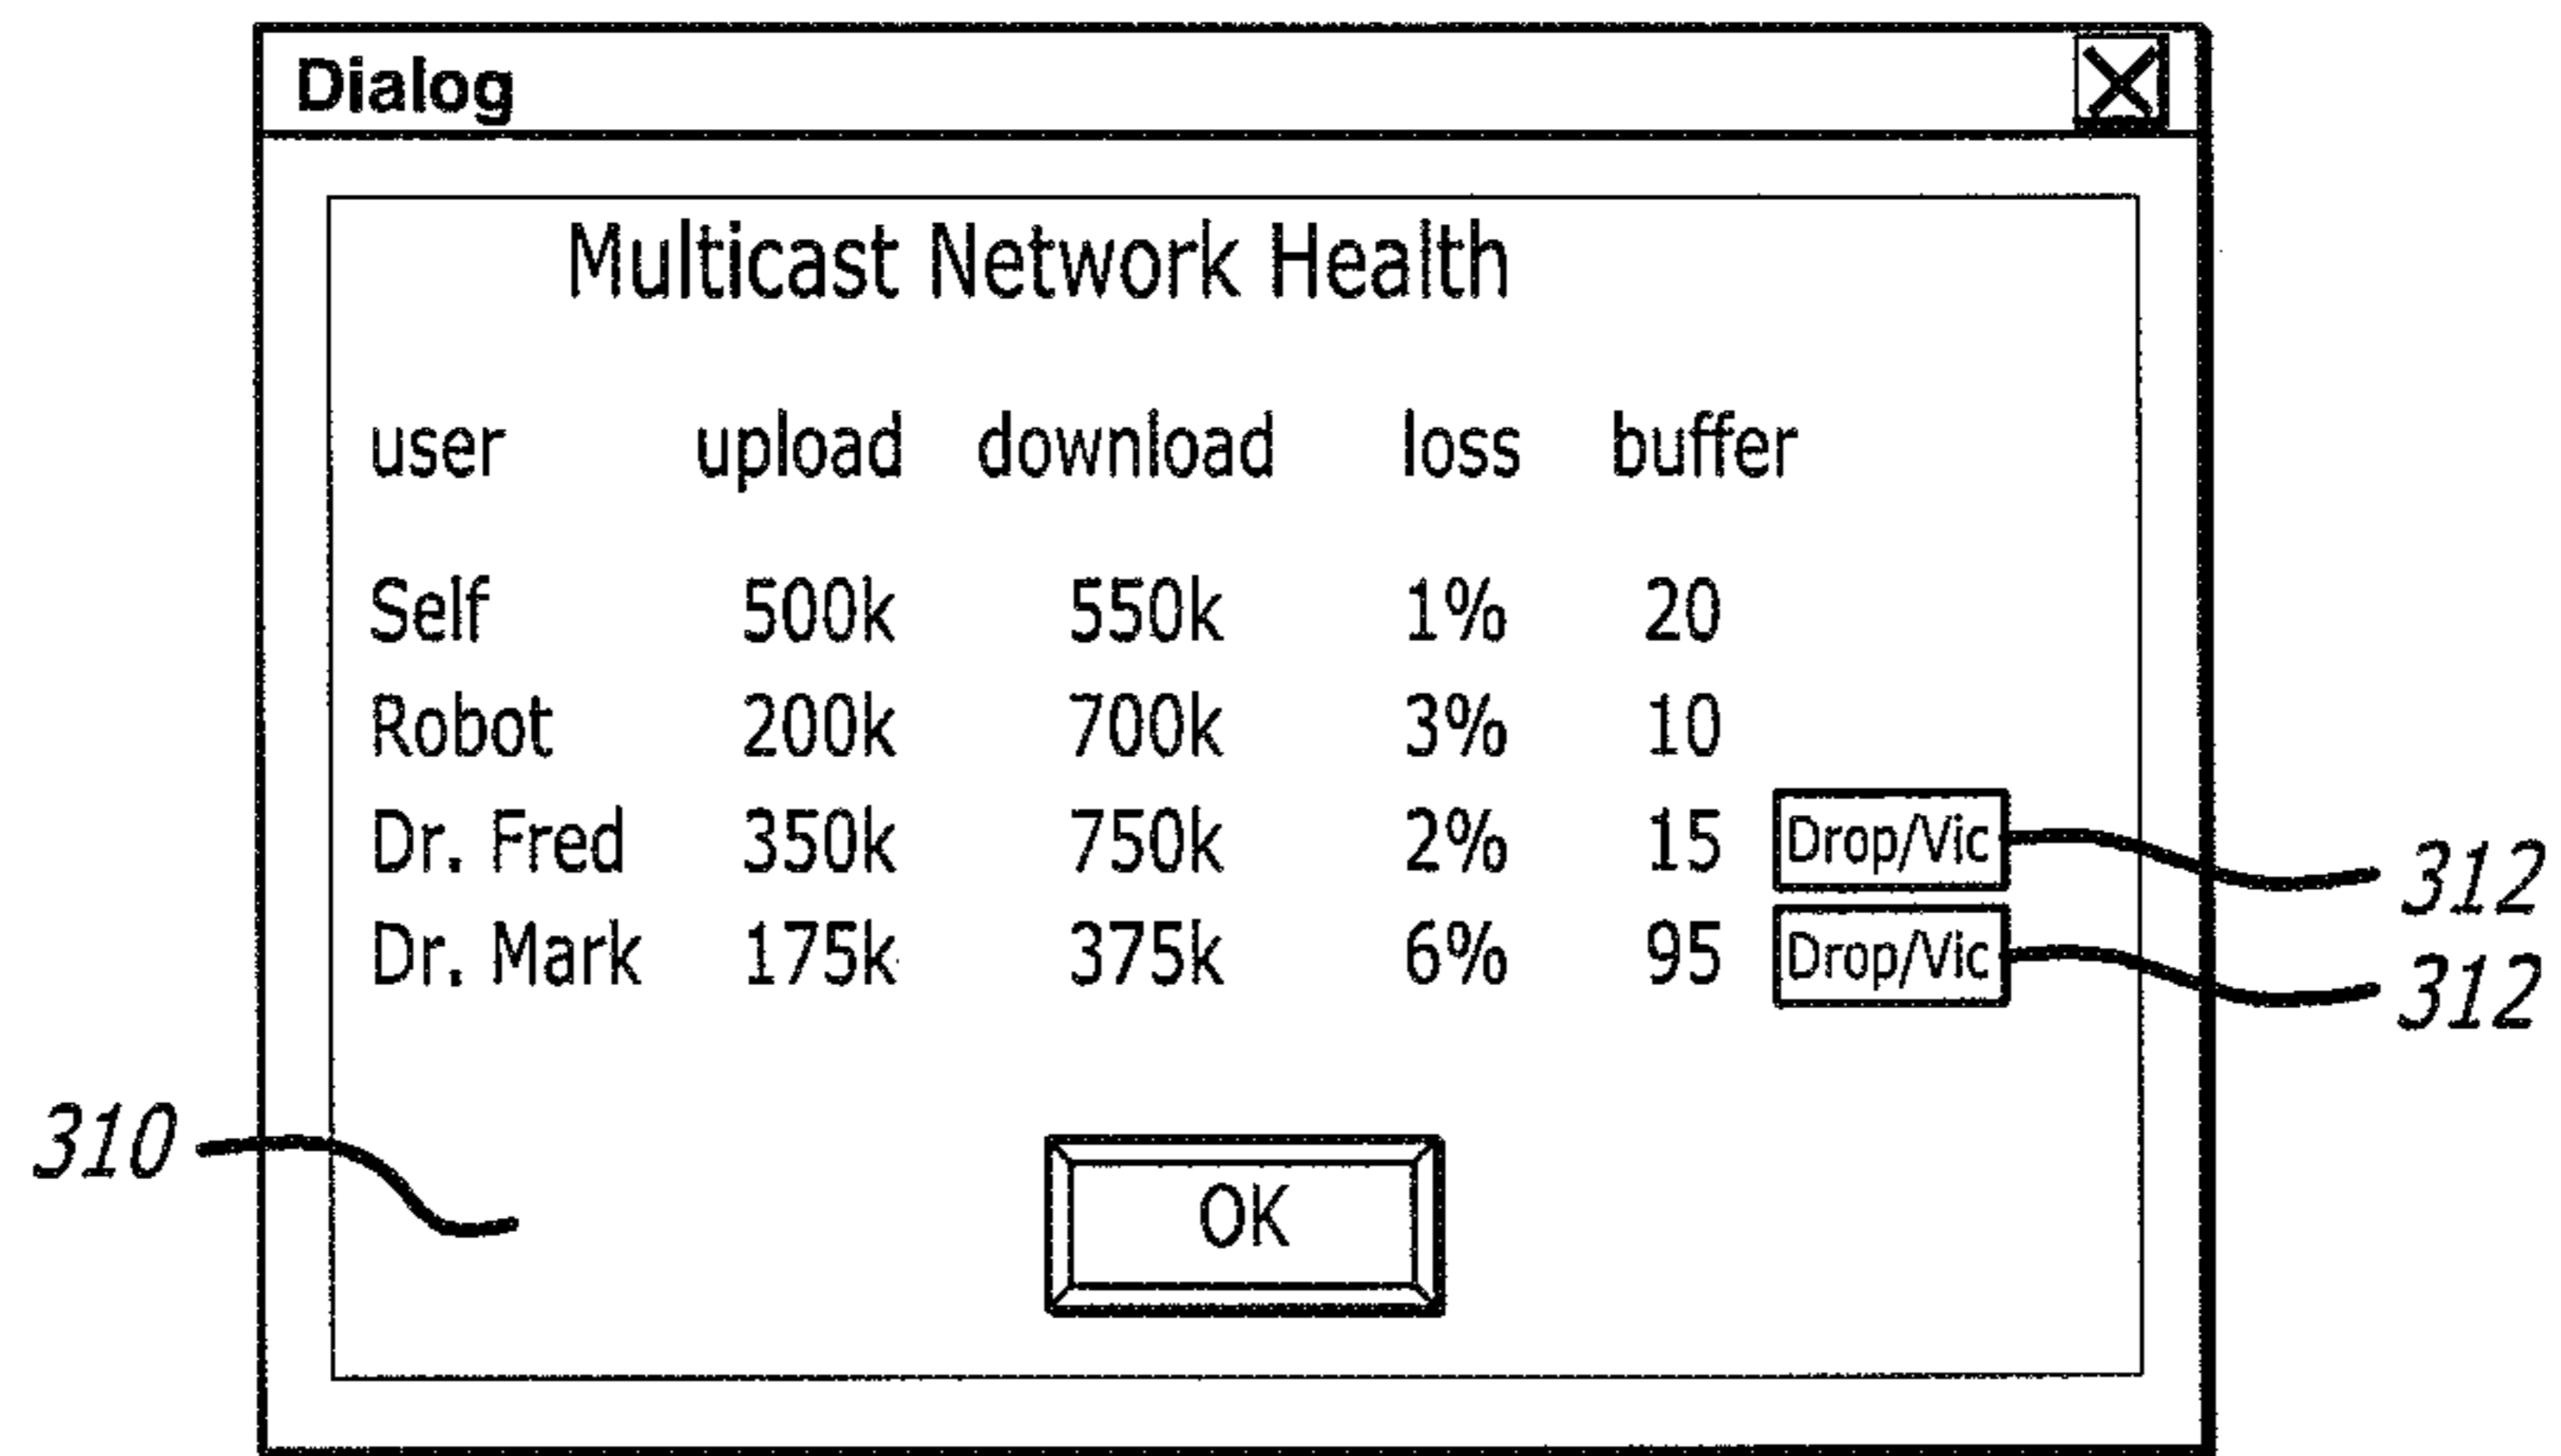 Dialog
Multicast Network Health
user upload download loss buffer
Self 500k 550k 1% 20
Robot 200k 700k 3% 10
Dr. Fred 350k 750k 2% 15 Drop/Vic 312
Dr. Mark 175k 375k 6% 95 Drop/Vic 312
310
OK